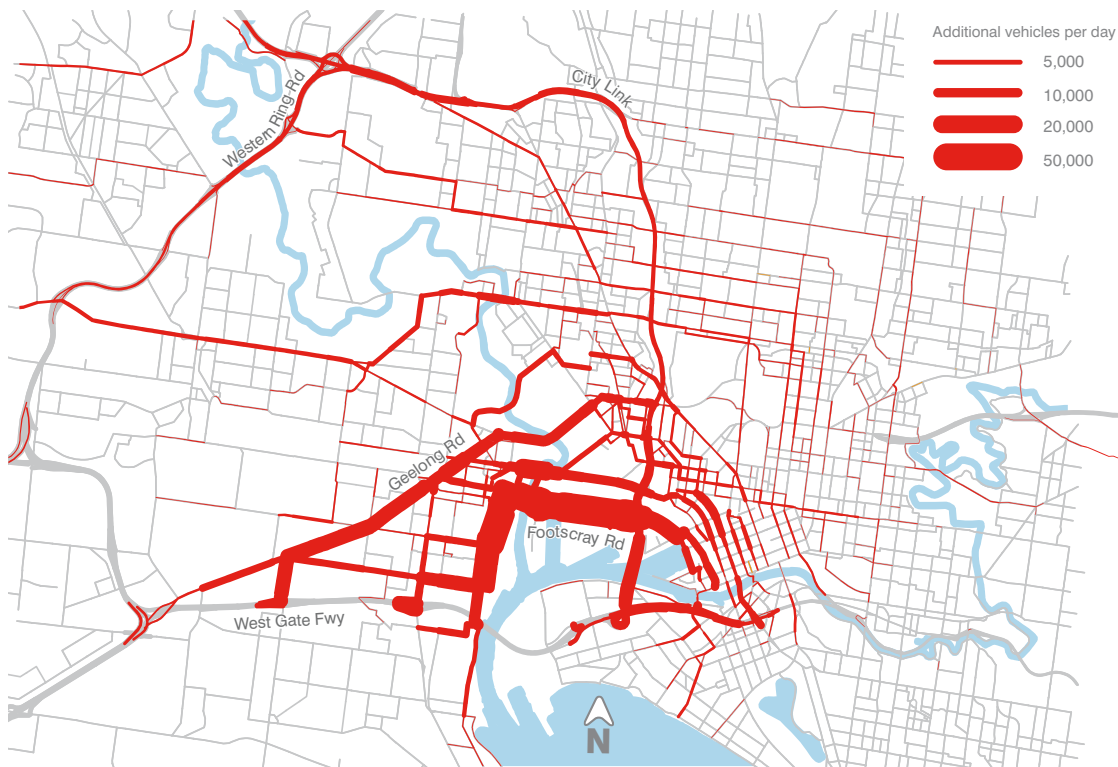 Additional vehicles per day
5,000
10,000
20,000
50,000
City Link
Western Ring Rd
Geelong Rd
Footscray Rd
West Gate Fwy
N